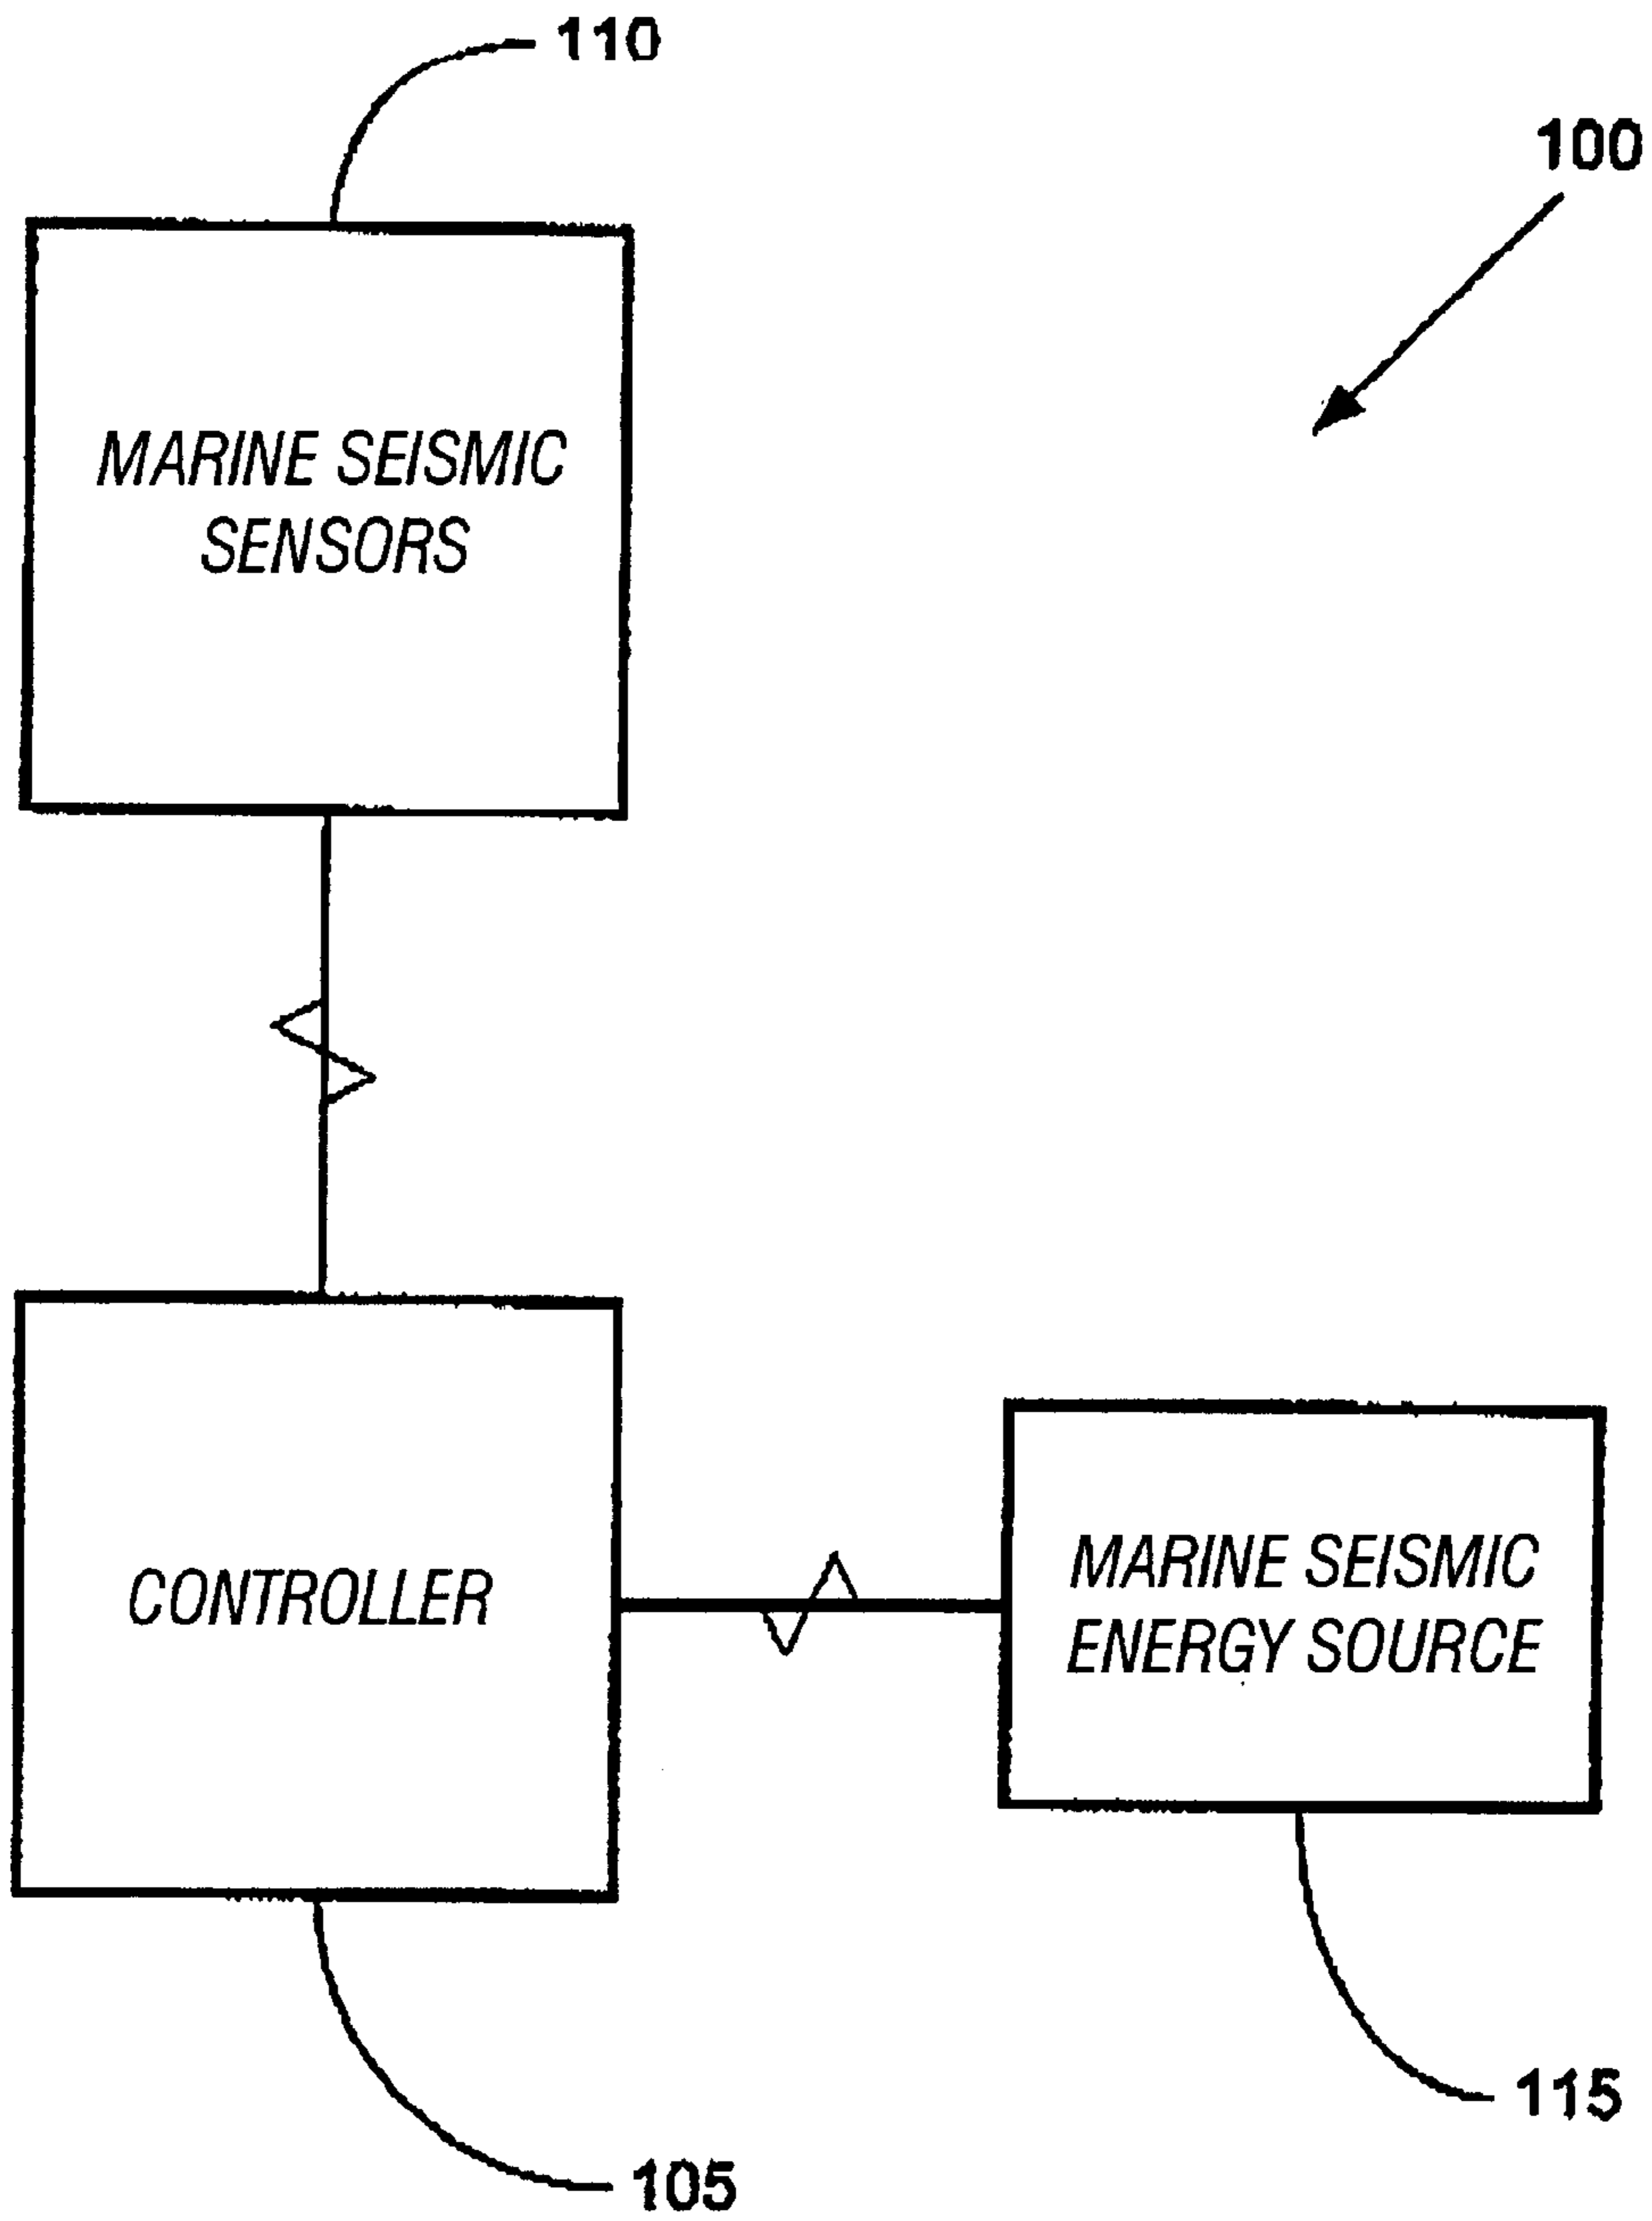 110
100
MARINE SEISMIC
SENSORS
CONTROLLER
MARINE SEISMIC
ENERGY SOURCE
115
105